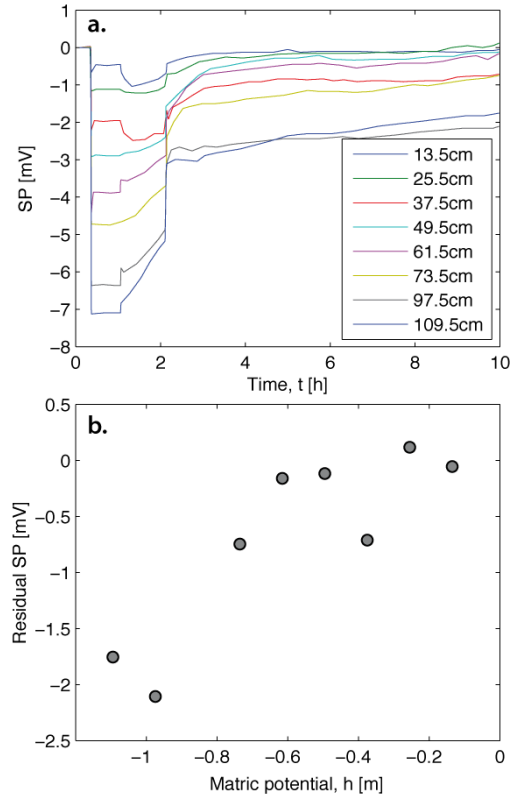 a.
0
−1
−2
−3
−4
−5
−6
−7
−8
SP [mV]
13.5cm
25.5cm
37.5cm
49.5cm
61.5cm
73.5cm
97.5cm
109.5cm
0 2 4 6 8 10
Time, t [h]
b.
0.5
0
−0.5
−1
−1.5
−2
−2.5
Residual SP [mV]
−1 −0.8 −0.6 −0.4 −0.2 0
Matric potential, h [m]